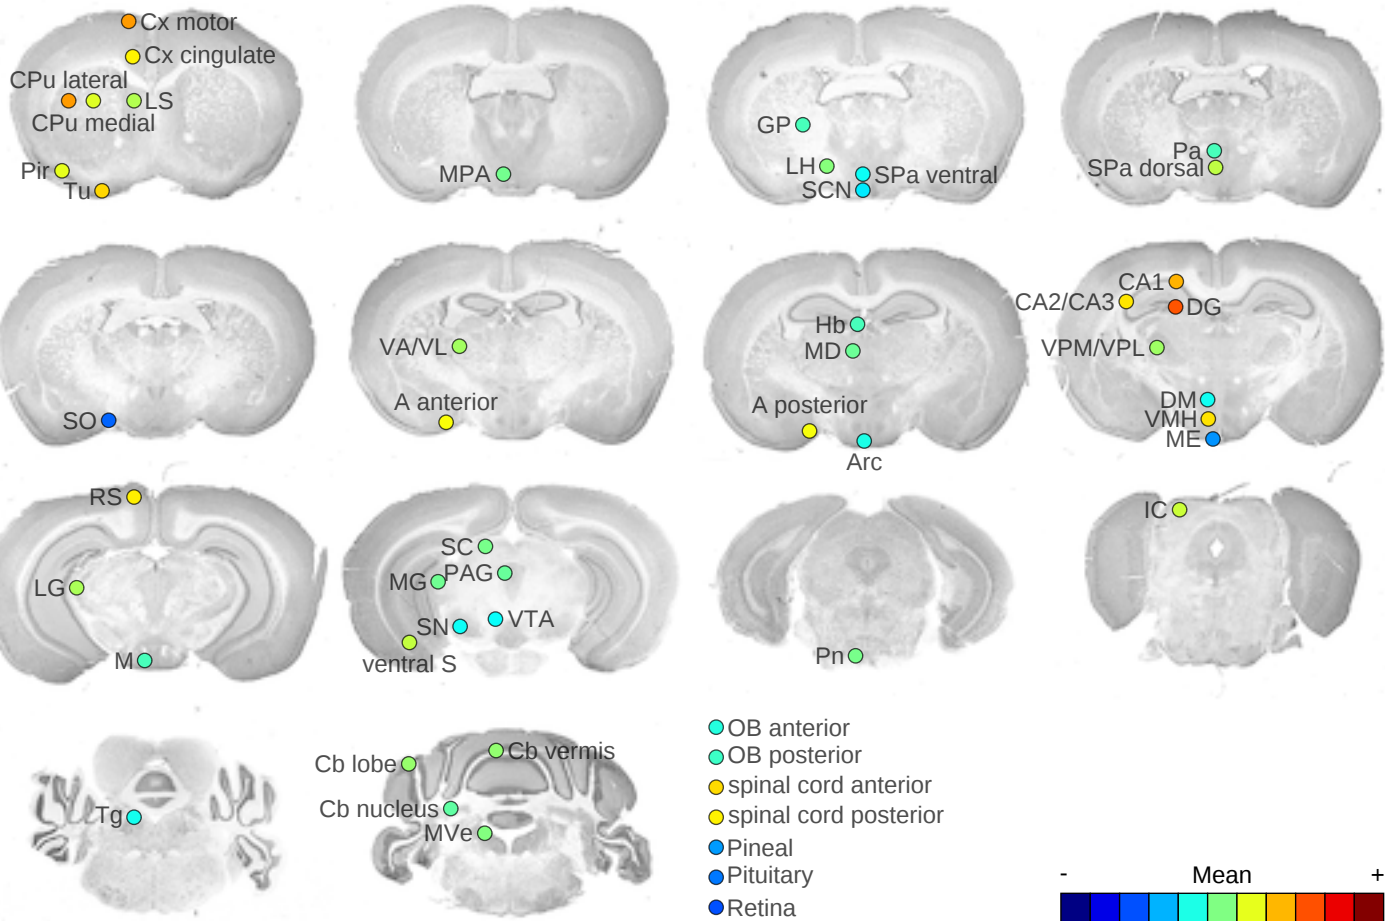 Cx motor
Cx cingulate
CPu lateral
LS
CPu medial
Pir
Tu
MPA
GP
LH
SPa ventral
SCN
Pa
SPa dorsal
SO
VA/VL
A anterior
Hb
MD
A posterior
Arc
CA1
CA2/CA3
DG
VPM/VPL
DM
VMH
ME
RS
LG
M
SC
MG
PAG
SN
VTA
ventral S
Pn
IC
Tg
Cb lobe
Cb vermis
Cb nucleus
MVe
OB anterior
OB posterior
spinal cord anterior
spinal cord posterior
Pineal
Pituitary
Retina
- Mean +